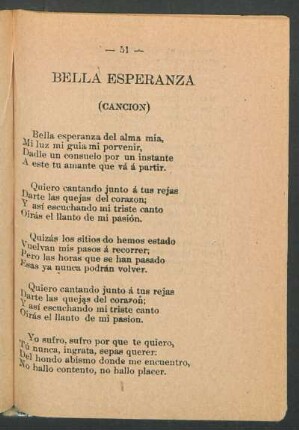 — 51 —
BELLA ESPERANZA
(CANCION)
Bella esperanza del alma mia,
Mi luz mi guia mi porvenir,
Dadle un consuelo por un instante
A este tu amante que vá á partir.
Quiero cantando junto á tus rejas
Darte las quejas del corazon;
Y así escuchando mi triste canto
Oirás el llanto de mi pasión.
Quizás los sitios do hemos estado
Vuelvan mis pasos á recorrer;
Pero las horas que se han pasado
Esas ya nunca podrán volver.
Quiero cantando junto á tus rejas
Darte las quejas del corazon;
Y así escuchando mi triste canto
Oirás el llanto de mi pasion.
Yo sufro, sufro por que te quiero,
Tú nunca, ingrata, sepas querer:
Del hondo abismo donde me encuentro,
No hallo contento, no hallo placer.